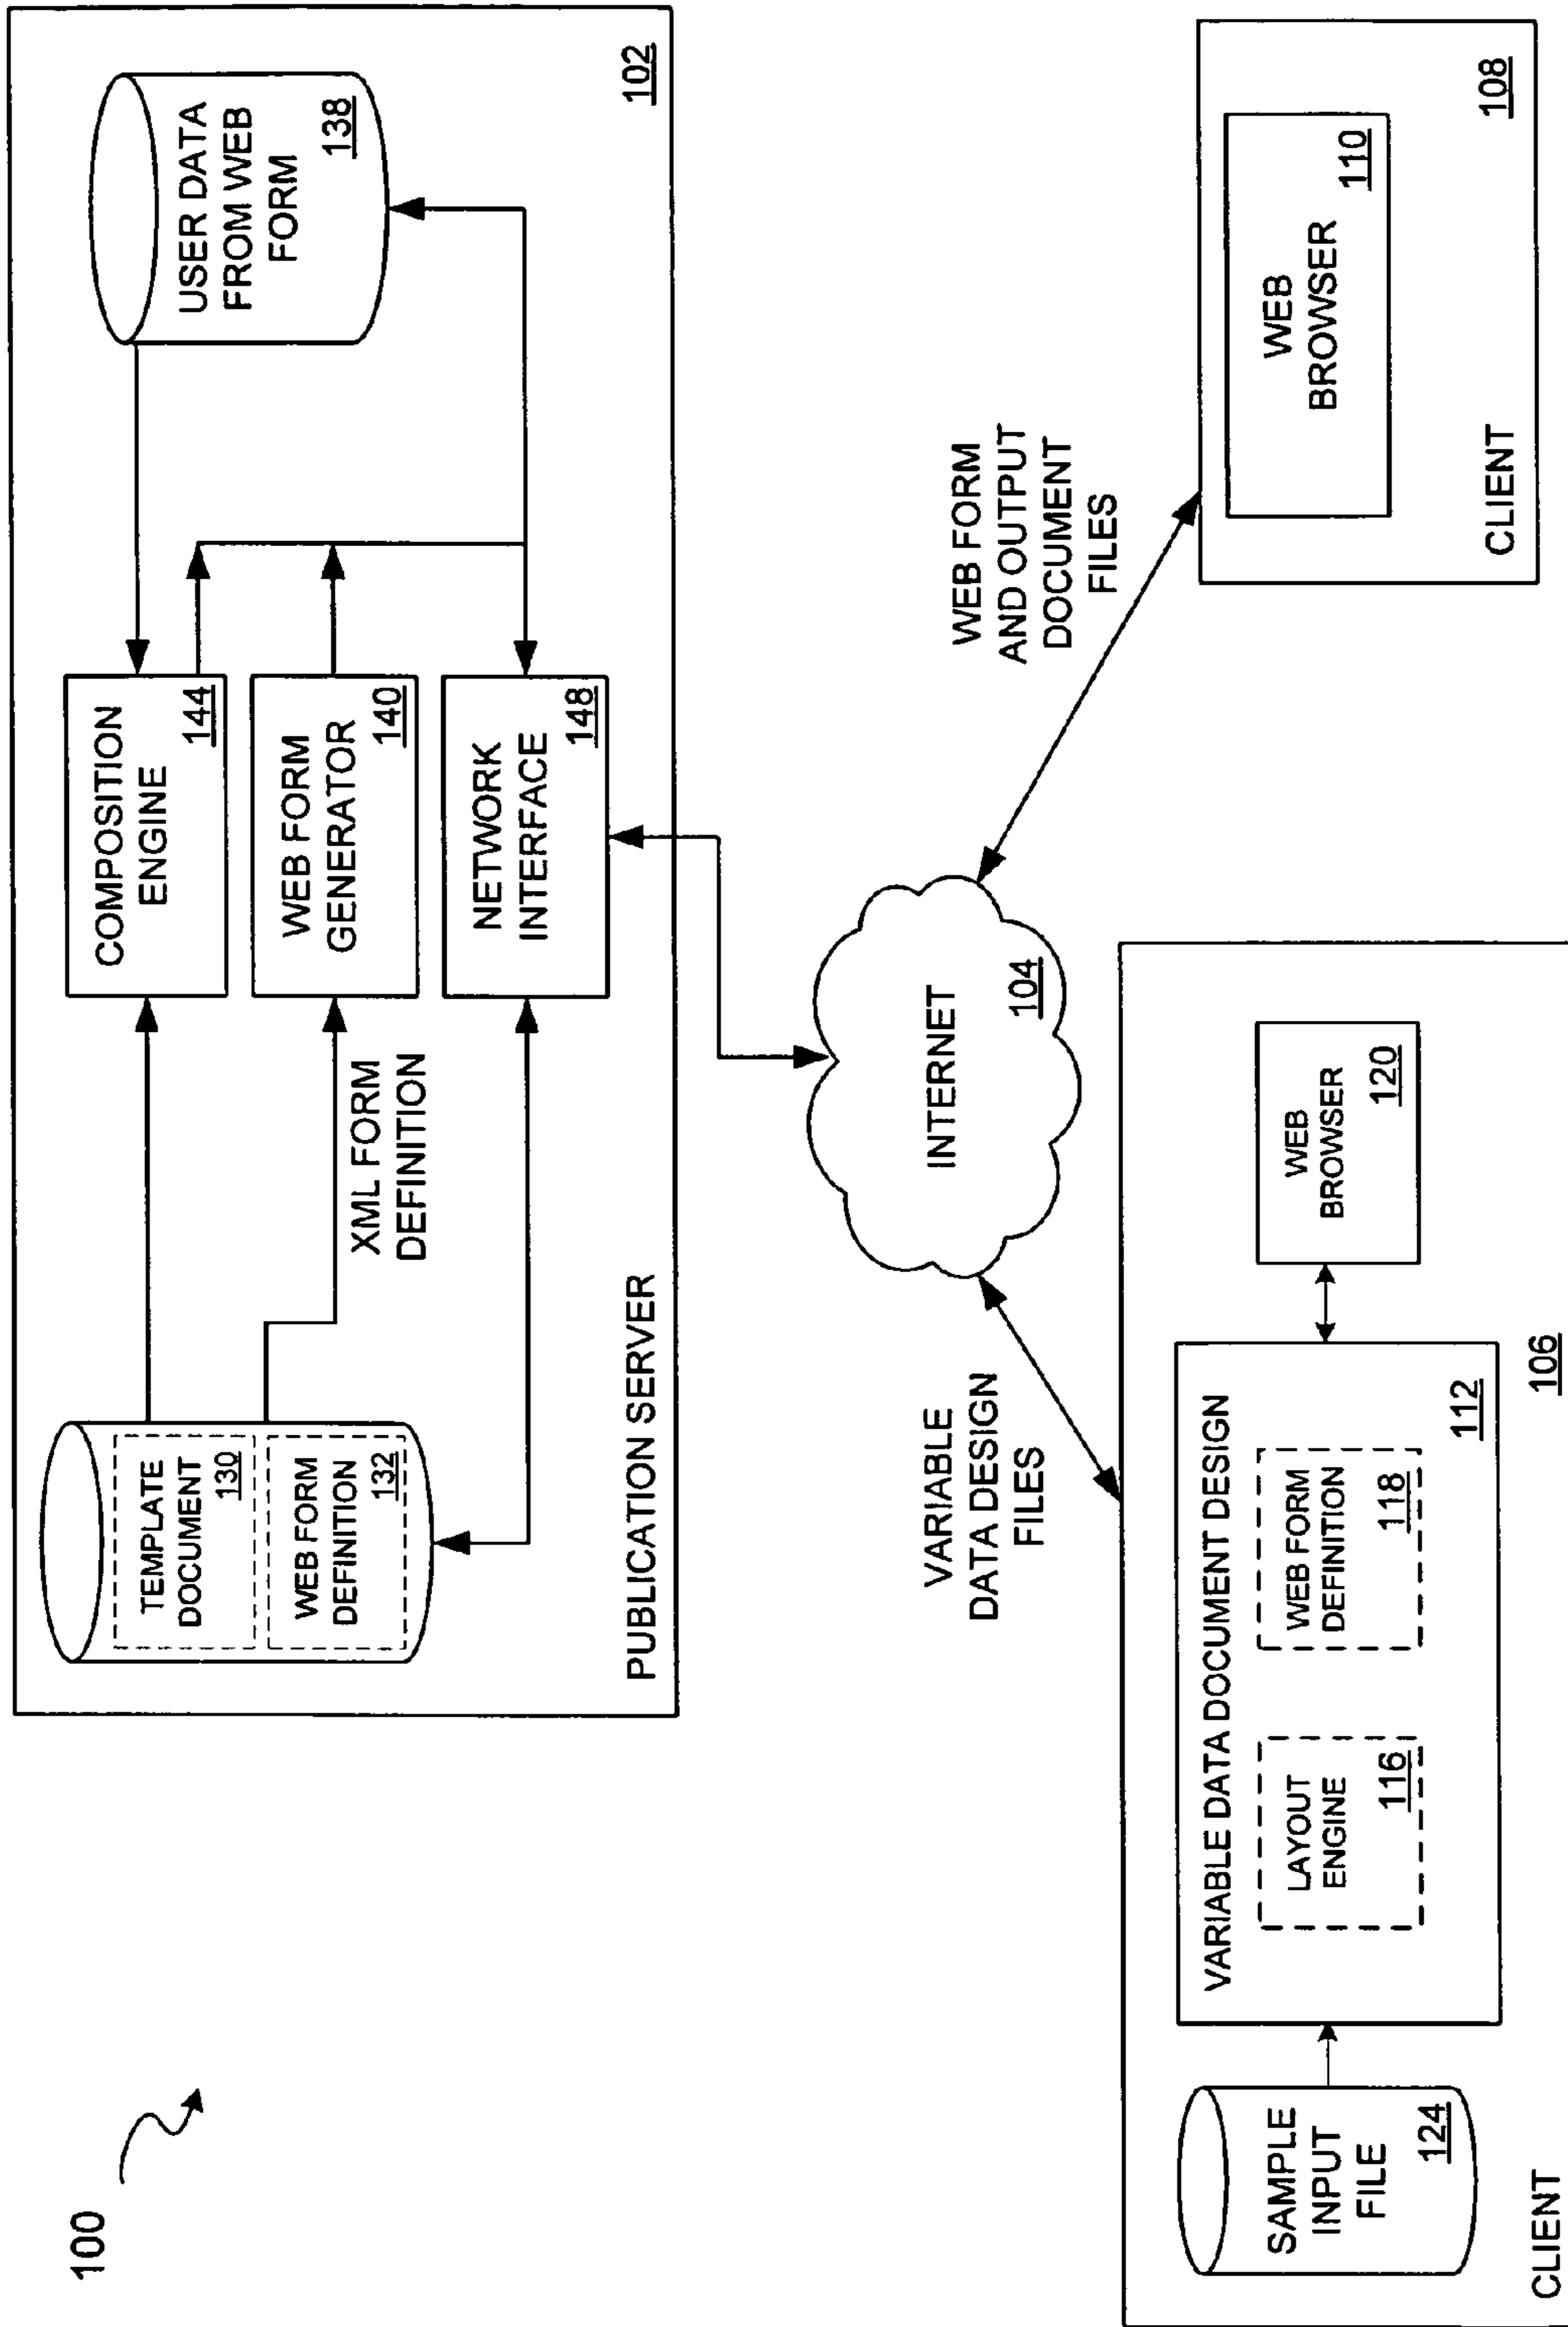 100
TEMPLATE
DOCUMENT
130
WEB FORM
DEFINITION
132
XML FORM
DEFINITION
COMPOSITION
ENGINE
144
WEB FORM
GENERATOR
140
NETWORK
INTERFACE
148
USER DATA
FROM WEB
FORM
138
PUBLICATION SERVER
102
VARIABLE
DATA DESIGN
FILES
INTERNET
104
WEB FORM
AND OUTPUT
DOCUMENT
FILES
SAMPLE
INPUT
FILE
124
VARIABLE DATA DOCUMENT DESIGN
LAYOUT
ENGINE
116
WEB FORM
DEFINITION
118
112
WEB
BROWSER
120
CLIENT
106
WEB
BROWSER
110
CLIENT
108